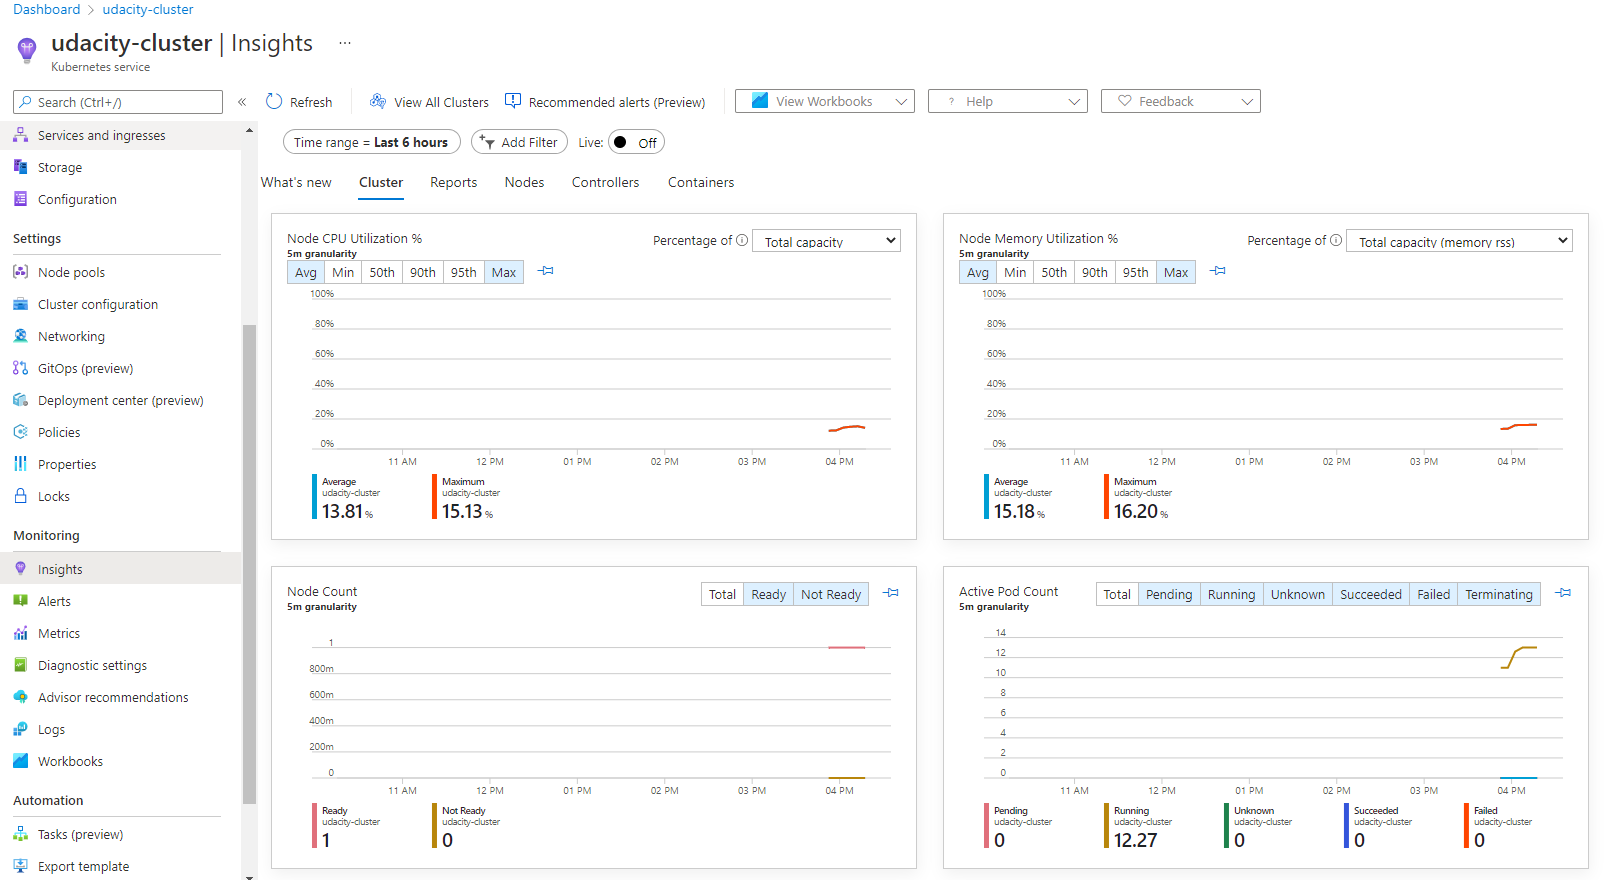 Dashboard > udacity-cluster
udacity-cluster | Insights ...
Kubernetes service
Search (Ctrl+/)
«
Refresh
View All Clusters
Recommended alerts (Preview)
View Workbooks
? Help
Feedback
Services and ingresses
Storage
Configuration
Settings
Node pools
Cluster configuration
Networking
GitOps (preview)
Deployment center (preview)
Policies
Properties
Locks
Monitoring
Insights
Alerts
Metrics
Diagnostic settings
Advisor recommendations
Logs
Workbooks
Automation
Tasks (preview)
Export template
Time range = Last 6 hours
Add Filter
Live: Off
What's new Cluster Reports Nodes Controllers Containers
Node CPU Utilization %
5m granularity
Percentage of Total capacity
Avg Min 50th 90th 95th Max
100%
80%
60%
40%
20%
0%
11 AM 12 PM 01 PM 02 PM 03 PM 04 PM
Average
udacity-cluster
13.81 %
Maximum
udacity-cluster
15.13 %
Node Memory Utilization %
5m granularity
Percentage of Total capacity (memory rss)
Avg Min 50th 90th 95th Max
100%
80%
60%
40%
20%
0%
11 AM 12 PM 01 PM 02 PM 03 PM 04 PM
Average
udacity-cluster
15.18 %
Maximum
udacity-cluster
16.20 %
Node Count
5m granularity
Total Ready Not Ready
1
800m
600m
400m
200m
0
11 AM 12 PM 01 PM 02 PM 03 PM 04 PM
Ready
udacity-cluster
1
Not Ready
udacity-cluster
0
Active Pod Count
5m granularity
Total Pending Running Unknown Succeeded Failed Terminating
14
12
10
8
6
4
2
0
11 AM 12 PM 01 PM 02 PM 03 PM 04 PM
Pending
udacity-cluster
0
Running
udacity-cluster
12.27
Unknown
udacity-cluster
0
Succeeded
udacity-cluster
0
Failed
udacity-cluster
0